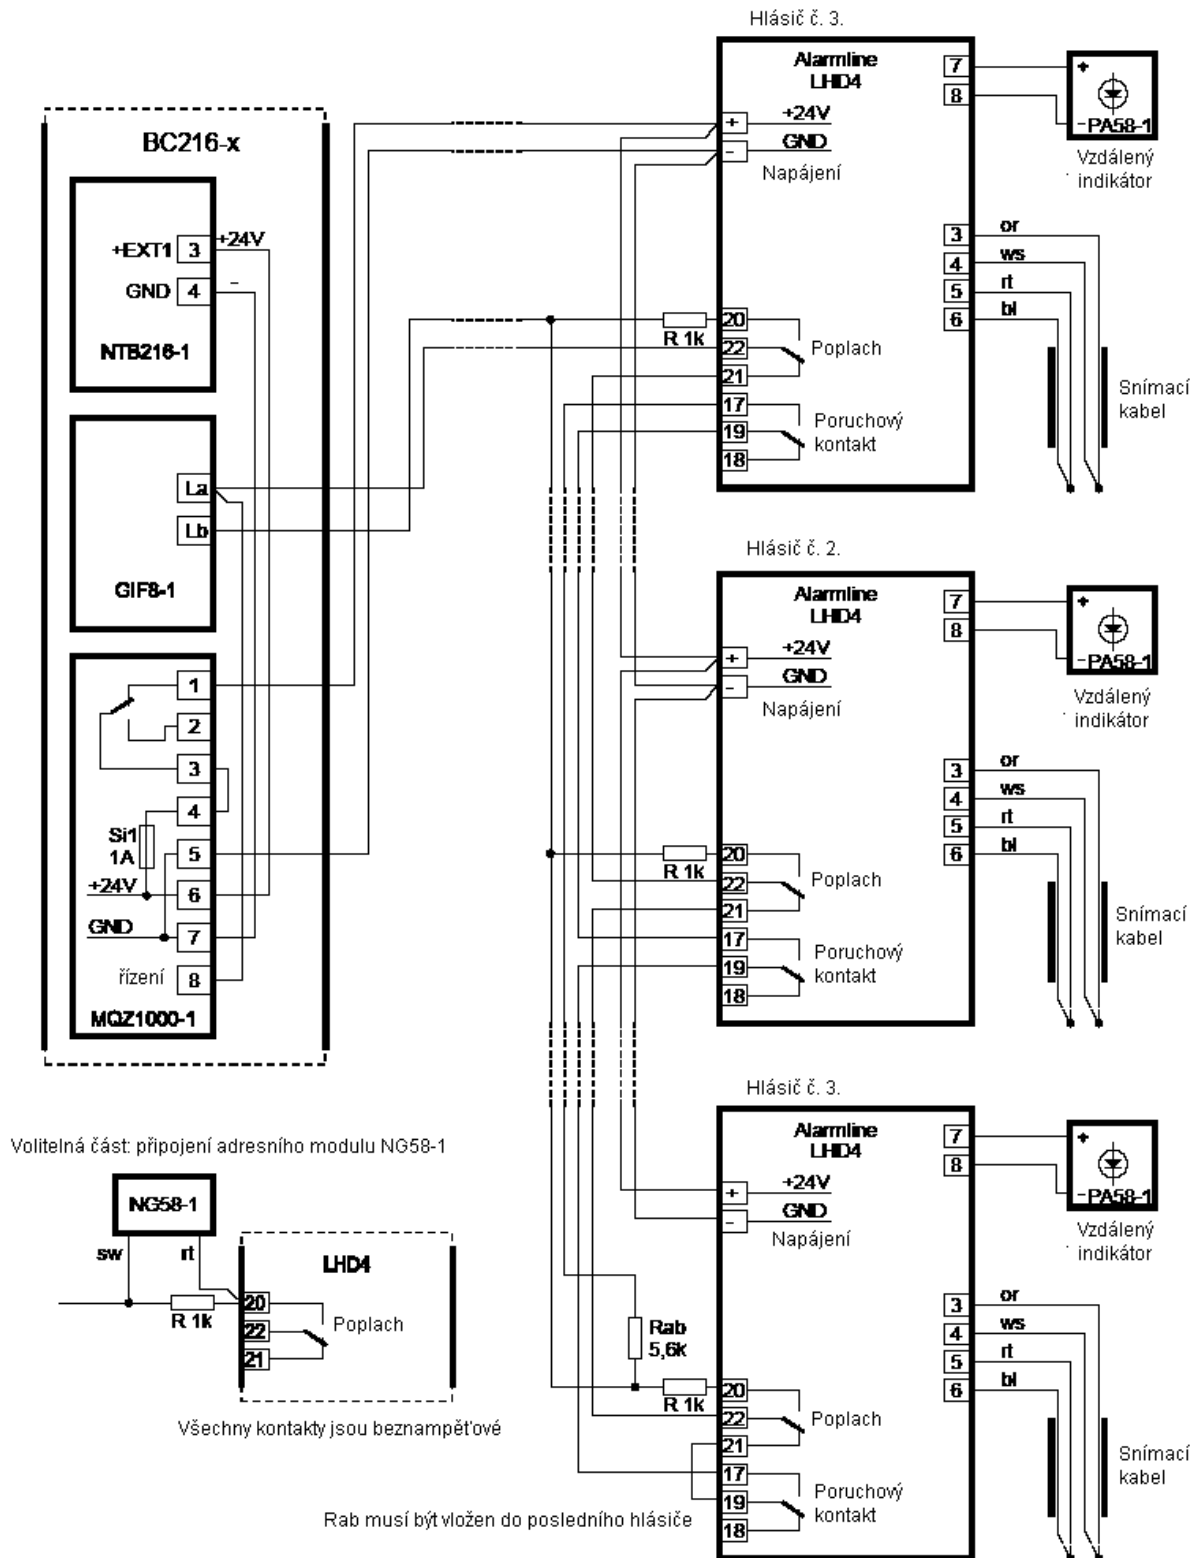 Hlásič č. 3.
Alarmline
LHD4
7
8
+
-PA58-1
Vzdálený
indikátor
+
+24V
-
GND
Napájení
3
or
4
ws
5
rt
6
bl
Snímací
kabel
R 1k
20
22
21
Poplach
17
19
18
Poruchový
kontakt
BC216-x
+EXT1
3
+24V
GND
4
-
NTB216-1
La
Lb
GIF8-1
1
2
3
4
5
6
7
8
Si1
1A
+24V
GND
řízení
MQZ1000-1
Hlásič č. 2.
Alarmline
LHD4
7
8
+
-PA58-1
Vzdálený
indikátor
+
+24V
-
GND
Napájení
3
or
4
ws
5
rt
6
bl
Snímací
kabel
R 1k
20
22
21
Poplach
17
19
18
Poruchový
kontakt
Hlásič č. 3.
Alarmline
LHD4
7
8
+
-PA58-1
Vzdálený
indikátor
+
+24V
-
GND
Napájení
3
or
4
ws
5
rt
6
bl
Snímací
kabel
Rab
5,6k
R 1k
20
22
21
Poplach
17
19
18
Poruchový
kontakt
Volitelná část: připojení adresního modulu NG58-1
NG58-1
sw
rt
LHD4
R 1k
20
22
21
Poplach
Všechny kontakty jsou beznampěťové
Rab musí být vložen do posledního hlásiče